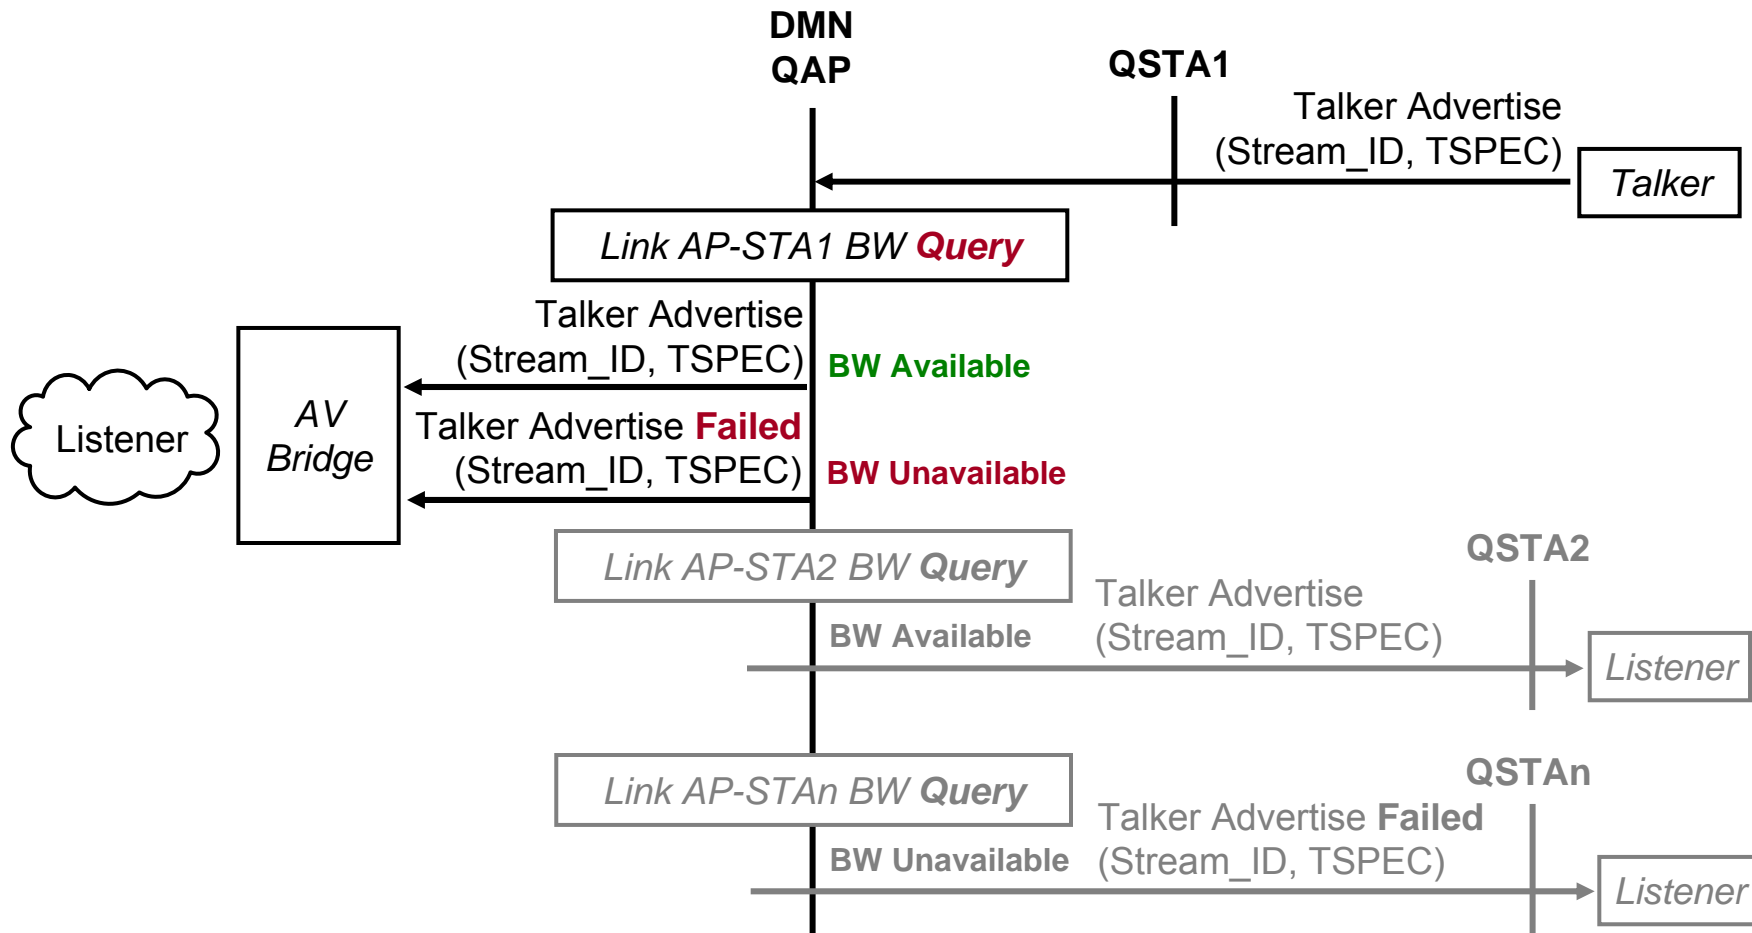 DMN
QAP
QSTA1
Talker Advertise
(Stream_ID, TSPEC)
Talker
Link AP-STA1 BW Query
Talker Advertise
(Stream_ID, TSPEC)
BW Available
Listener
AV
Bridge
Talker Advertise Failed
(Stream_ID, TSPEC)
BW Unavailable
Link AP-STA2 BW Query
QSTA2
Talker Advertise
(Stream_ID, TSPEC)
BW Available
Listener
Link AP-STAn BW Query
QSTAn
Talker Advertise Failed
(Stream_ID, TSPEC)
BW Unavailable
Listener